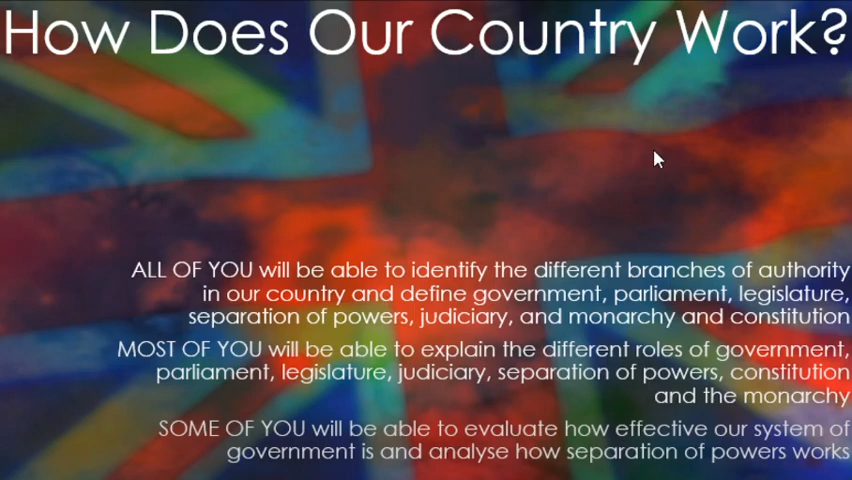 How Does Our Country Work?
ALL OF YOU will be able to identify the different branches of authority
in our country and define government, parliament, legislature,
separation of powers, judiciary, and monarchy and constitution
MOST OF YOU will be able to explain the different roles of government,
parliament, legislature, judiciary, separation of powers, constitution
and the monarchy
SOME OF YOU will be able to evaluate how effective our system of
government is and analyse how separation of powers works